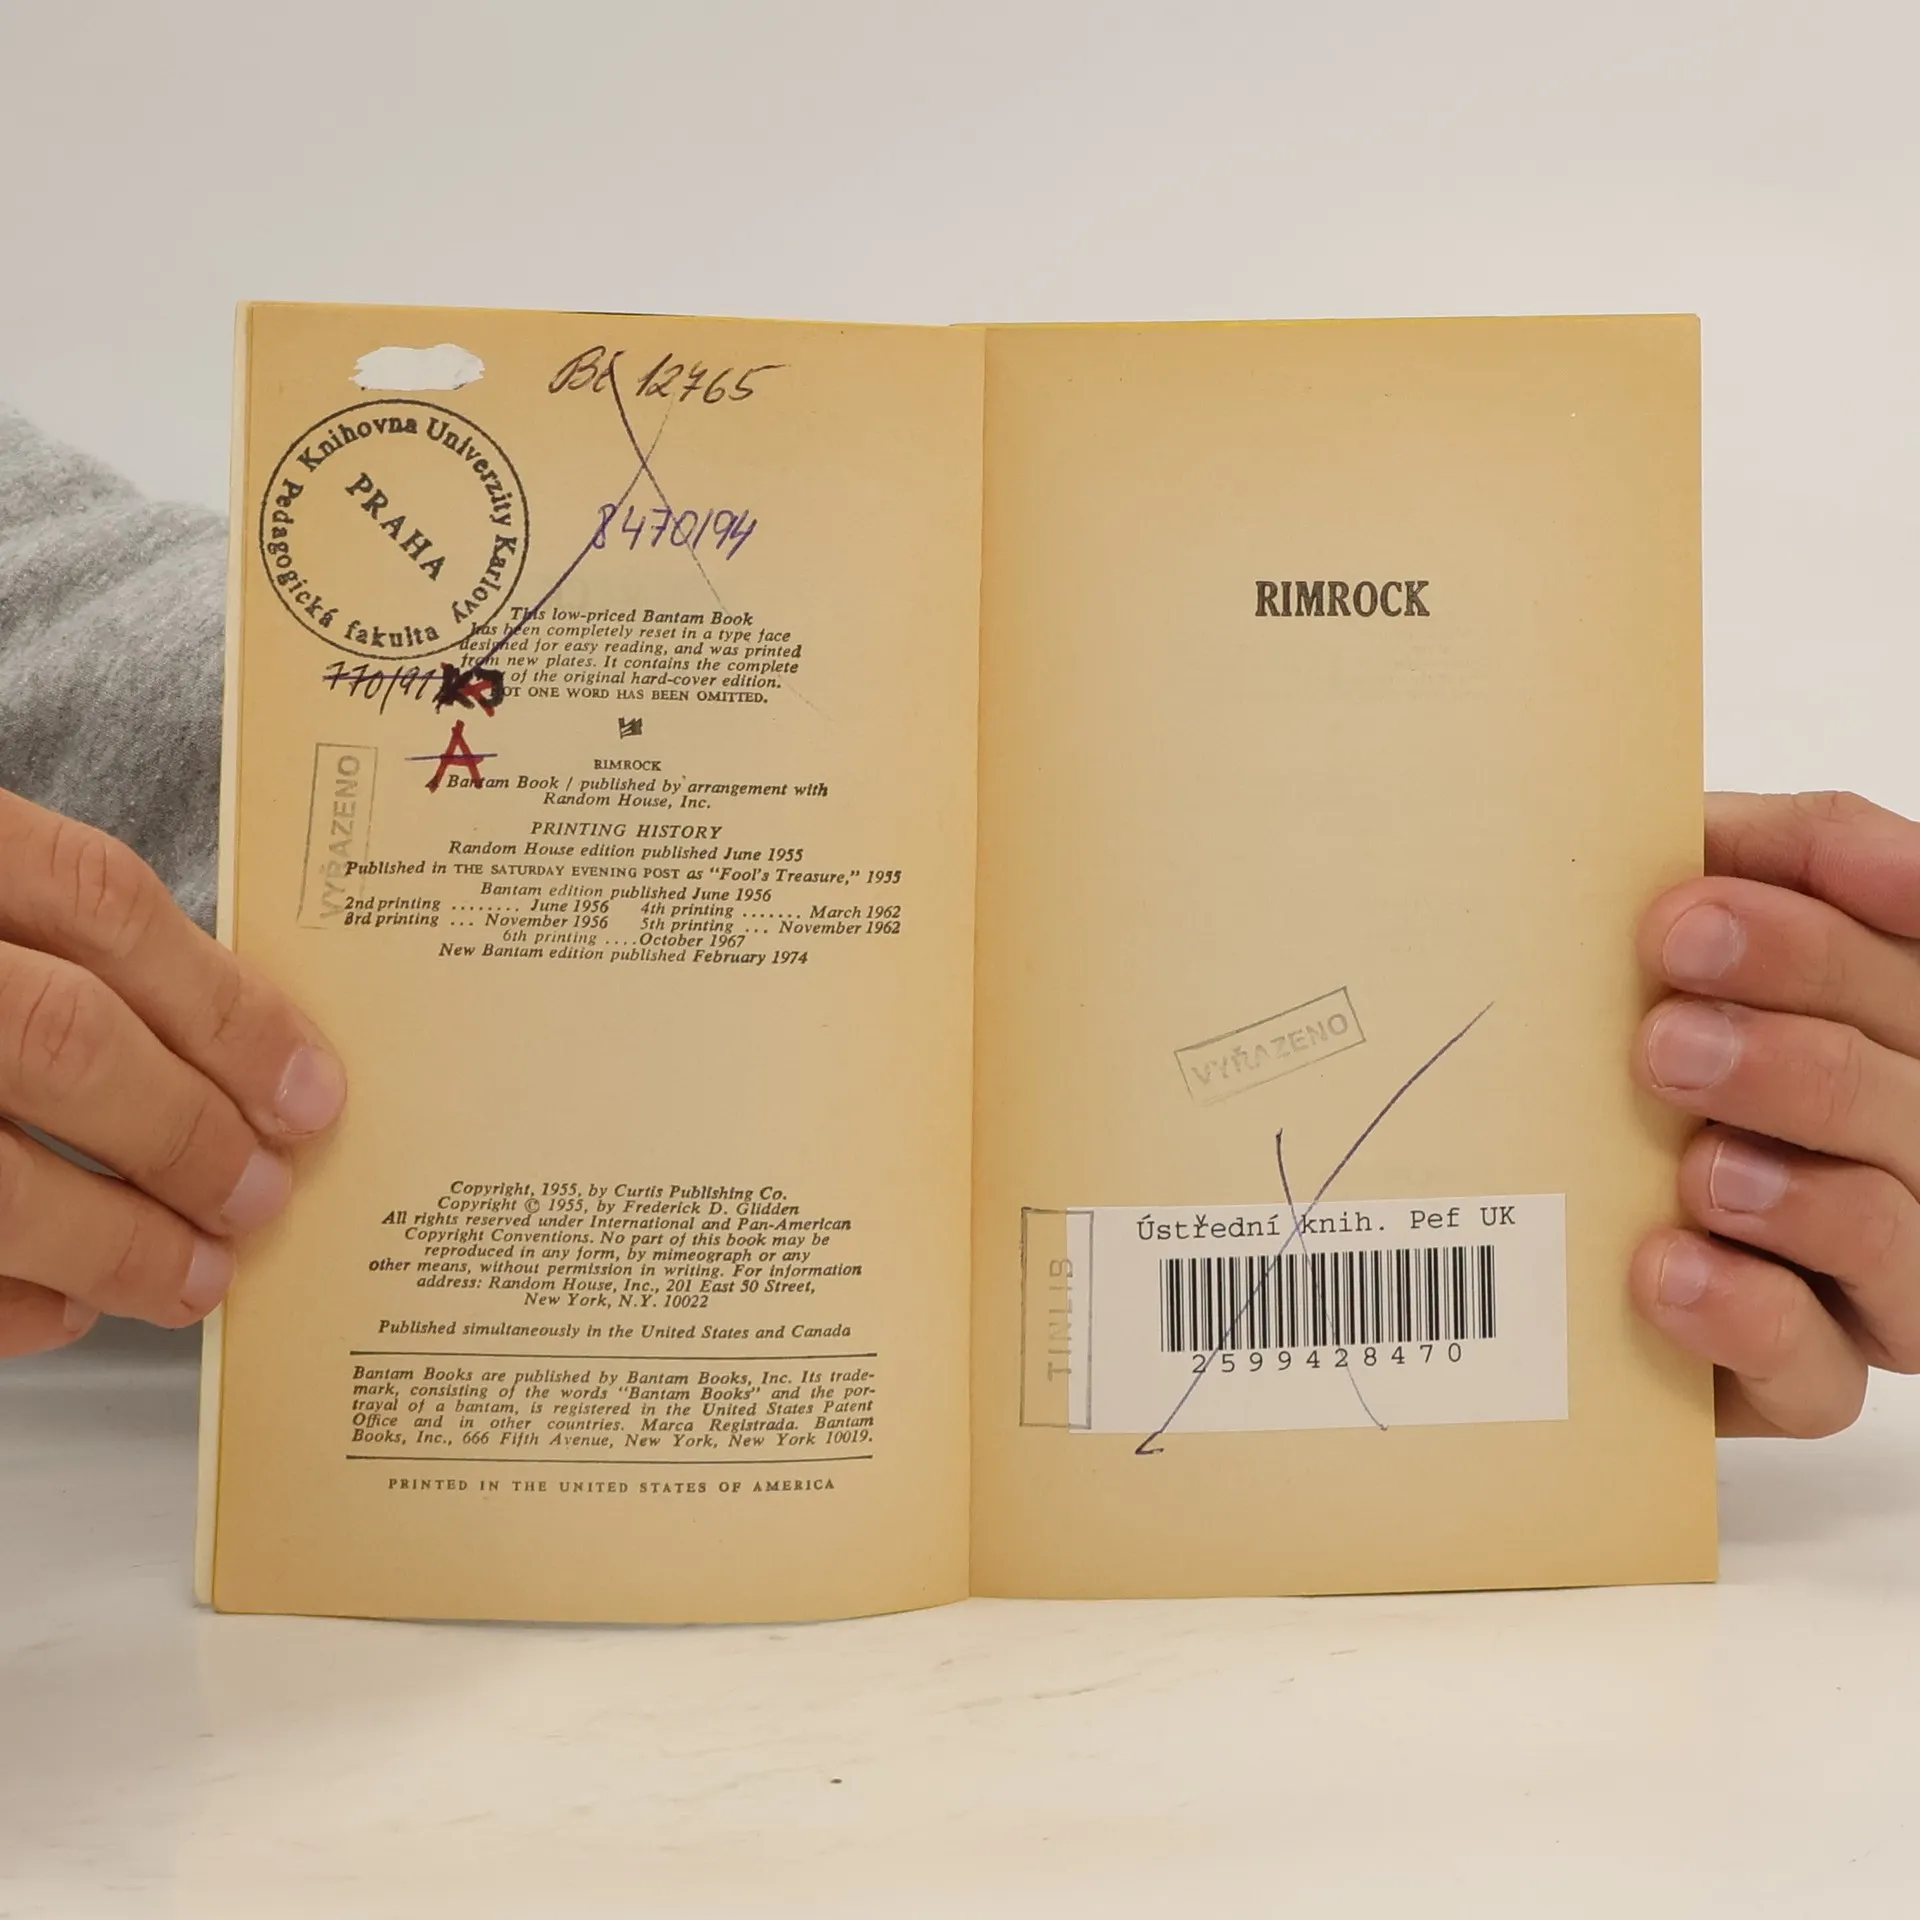 Bč 12765
Knihovna Univerzity Karlovy
Pedagogická fakulta
PRAHA
8470/94
This low-priced Bantam Book
has been completely reset in a type face
designed for easy reading, and was printed
from new plates. It contains the complete
of the original hard-cover edition.
NOT ONE WORD HAS BEEN OMITTED.
770/91
A
VYŘAZENO
RIMROCK
A Bantam Book / published by arrangement with
Random House, Inc.
PRINTING HISTORY
Random House edition published June 1955
Published in THE SATURDAY EVENING POST as "Fool's Treasure," 1955
Bantam edition published June 1956
2nd printing ........ June 1956 4th printing ....... March 1962
3rd printing ... November 1956 5th printing ... November 1962
6th printing ....October 1967
New Bantam edition published February 1974
Copyright, 1955, by Curtis Publishing Co.
Copyright © 1955, by Frederick D. Glidden
All rights reserved under International and Pan-American
Copyright Conventions. No part of this book may be
reproduced in any form, by mimeograph or any
other means, without permission in writing. For information
address: Random House, Inc., 201 East 50 Street,
New York, N.Y. 10022
Published simultaneously in the United States and Canada
Bantam Books are published by Bantam Books, Inc. Its trade-
mark, consisting of the words "Bantam Books" and the por-
trayal of a bantam, is registered in the United States Patent
Office and in other countries. Marca Registrada. Bantam
Books, Inc., 666 Fifth Avenue, New York, New York 10019.
PRINTED IN THE UNITED STATES OF AMERICA
RIMROCK
VYŘAZENO
TINLIB
Ústřední knih. Pef UK
2599428470